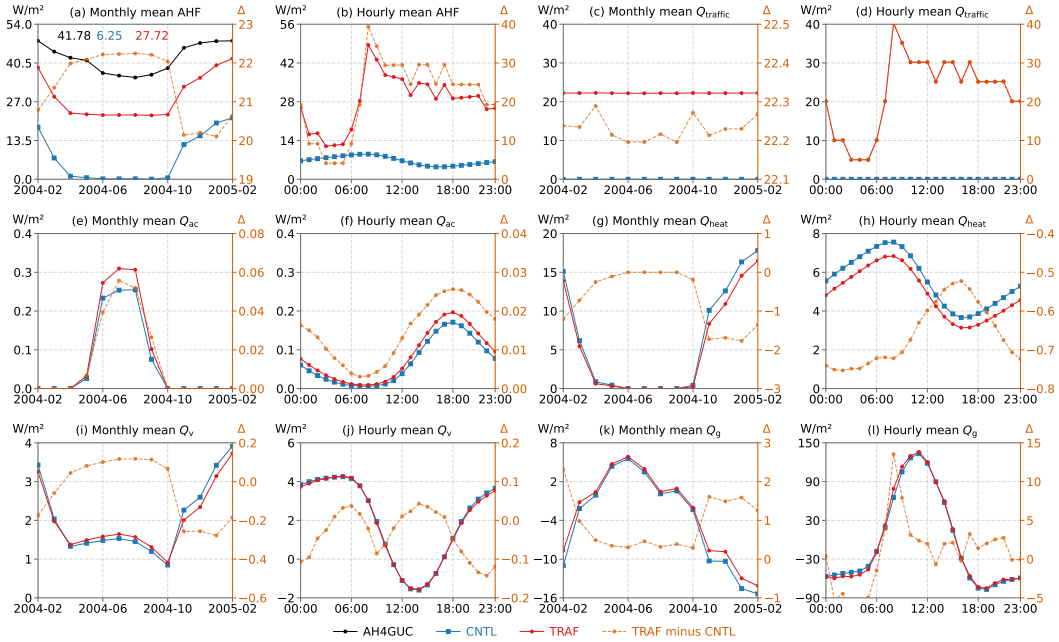 W/m² (a) Monthly mean AHF Δ
54.0 40.5 27.0 13.5 0.0
41.78 6.25 27.72
23 22 21 20 19
2004-02 2004-06 2004-10 2005-02
W/m² (b) Hourly mean AHF Δ
56 42 28 14 0
40 30 20 10 0
00:00 06:00 12:00 18:00 23:00
W/m² (c) Monthly mean Qtraffic Δ
40 30 20 10 0
22.5 22.4 22.3 22.2 22.1
2004-02 2004-06 2004-10 2005-02
W/m² (d) Hourly mean Qtraffic Δ
40 30 20 10 0
40 30 20 10 0
00:00 06:00 12:00 18:00 23:00
W/m² (e) Monthly mean Qac Δ
0.4 0.3 0.2 0.1 0.0
0.08 0.06 0.04 0.02 0.00
2004-02 2004-06 2004-10 2005-02
W/m² (f) Hourly mean Qac Δ
0.4 0.3 0.2 0.1 0.0
0.04 0.03 0.02 0.01 0.00
00:00 06:00 12:00 18:00 23:00
W/m² (g) Monthly mean Qheat Δ
20 15 10 5 0
1 0 −1 −2 −3
2004-02 2004-06 2004-10 2005-02
W/m² (h) Hourly mean Qheat Δ
8 6 4 2 0
−0.4 −0.5 −0.6 −0.7 −0.8
00:00 06:00 12:00 18:00 23:00
W/m² (i) Monthly mean Qv Δ
4 3 2 1 0
0.2 0.0 −0.2 −0.4 −0.6
2004-02 2004-06 2004-10 2005-02
W/m² (j) Hourly mean Qv Δ
6 4 2 0 −2
0.2 0.1 0.0 −0.1 −0.2
00:00 06:00 12:00 18:00 23:00
W/m² (k) Monthly mean Qg Δ
8 2 −4 −10 −16
3 2 1 0 −1
2004-02 2004-06 2004-10 2005-02
W/m² (l) Hourly mean Qg Δ
150 90 30 −30 −90
15 10 5 0 −5
00:00 06:00 12:00 18:00 23:00
AH4GUC CNTL TRAF TRAF minus CNTL